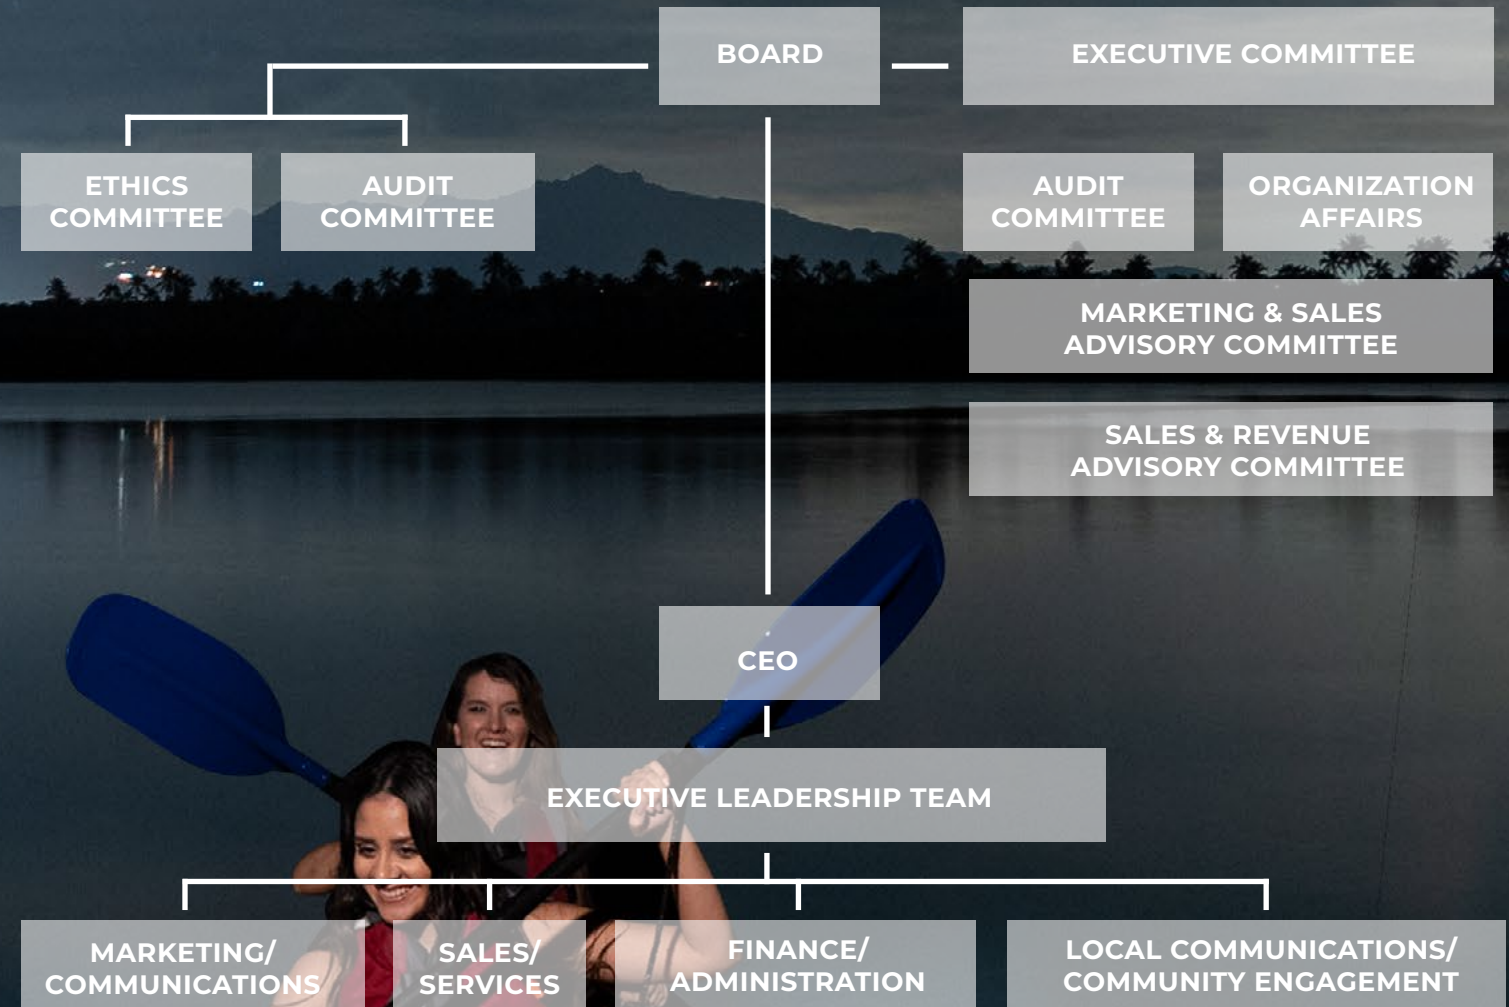 BOARD
EXECUTIVE COMMITTEE
ETHICS
COMMITTEE
AUDIT
COMMITTEE
AUDIT
COMMITTEE
ORGANIZATION
AFFAIRS
MARKETING & SALES
ADVISORY COMMITTEE
SALES & REVENUE
ADVISORY COMMITTEE
CEO
EXECUTIVE LEADERSHIP TEAM
MARKETING/
COMMUNICATIONS
SALES/
SERVICES
FINANCE/
ADMINISTRATION
LOCAL COMMUNICATIONS/
COMMUNITY ENGAGEMENT